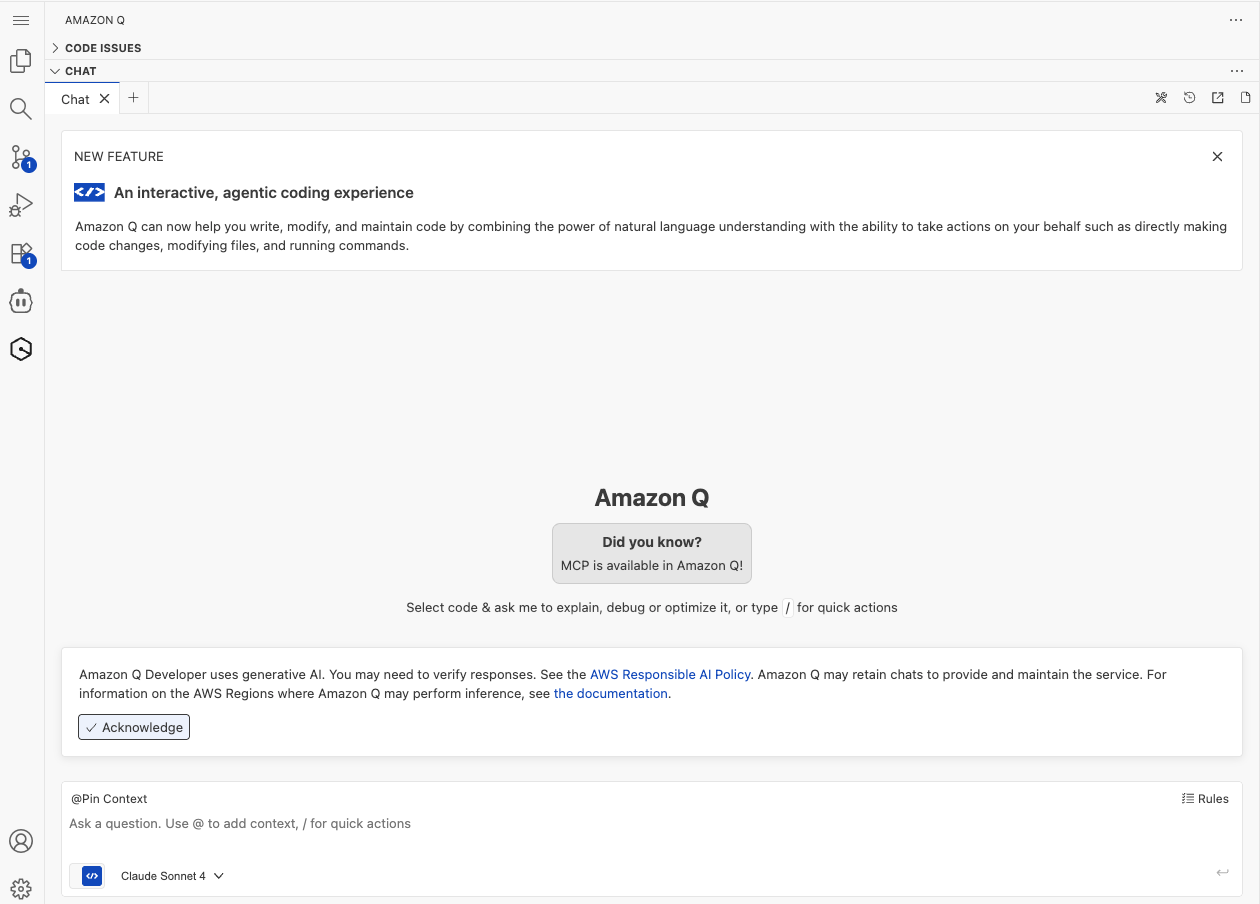 AMAZON Q
CODE ISSUES
CHAT
Chat
1
1
NEW FEATURE
An interactive, agentic coding experience
Amazon Q can now help you write, modify, and maintain code by combining the power of natural language understanding with the ability to take actions on your behalf such as directly making
code changes, modifying files, and running commands.
Amazon Q
Did you know?
MCP is available in Amazon Q!
Select code & ask me to explain, debug or optimize it, or type / for quick actions
Amazon Q Developer uses generative AI. You may need to verify responses. See the AWS Responsible AI Policy. Amazon Q may retain chats to provide and maintain the service. For
information on the AWS Regions where Amazon Q may perform inference, see the documentation.
Acknowledge
@Pin Context
Rules
Ask a question. Use @ to add context, / for quick actions
Claude Sonnet 4